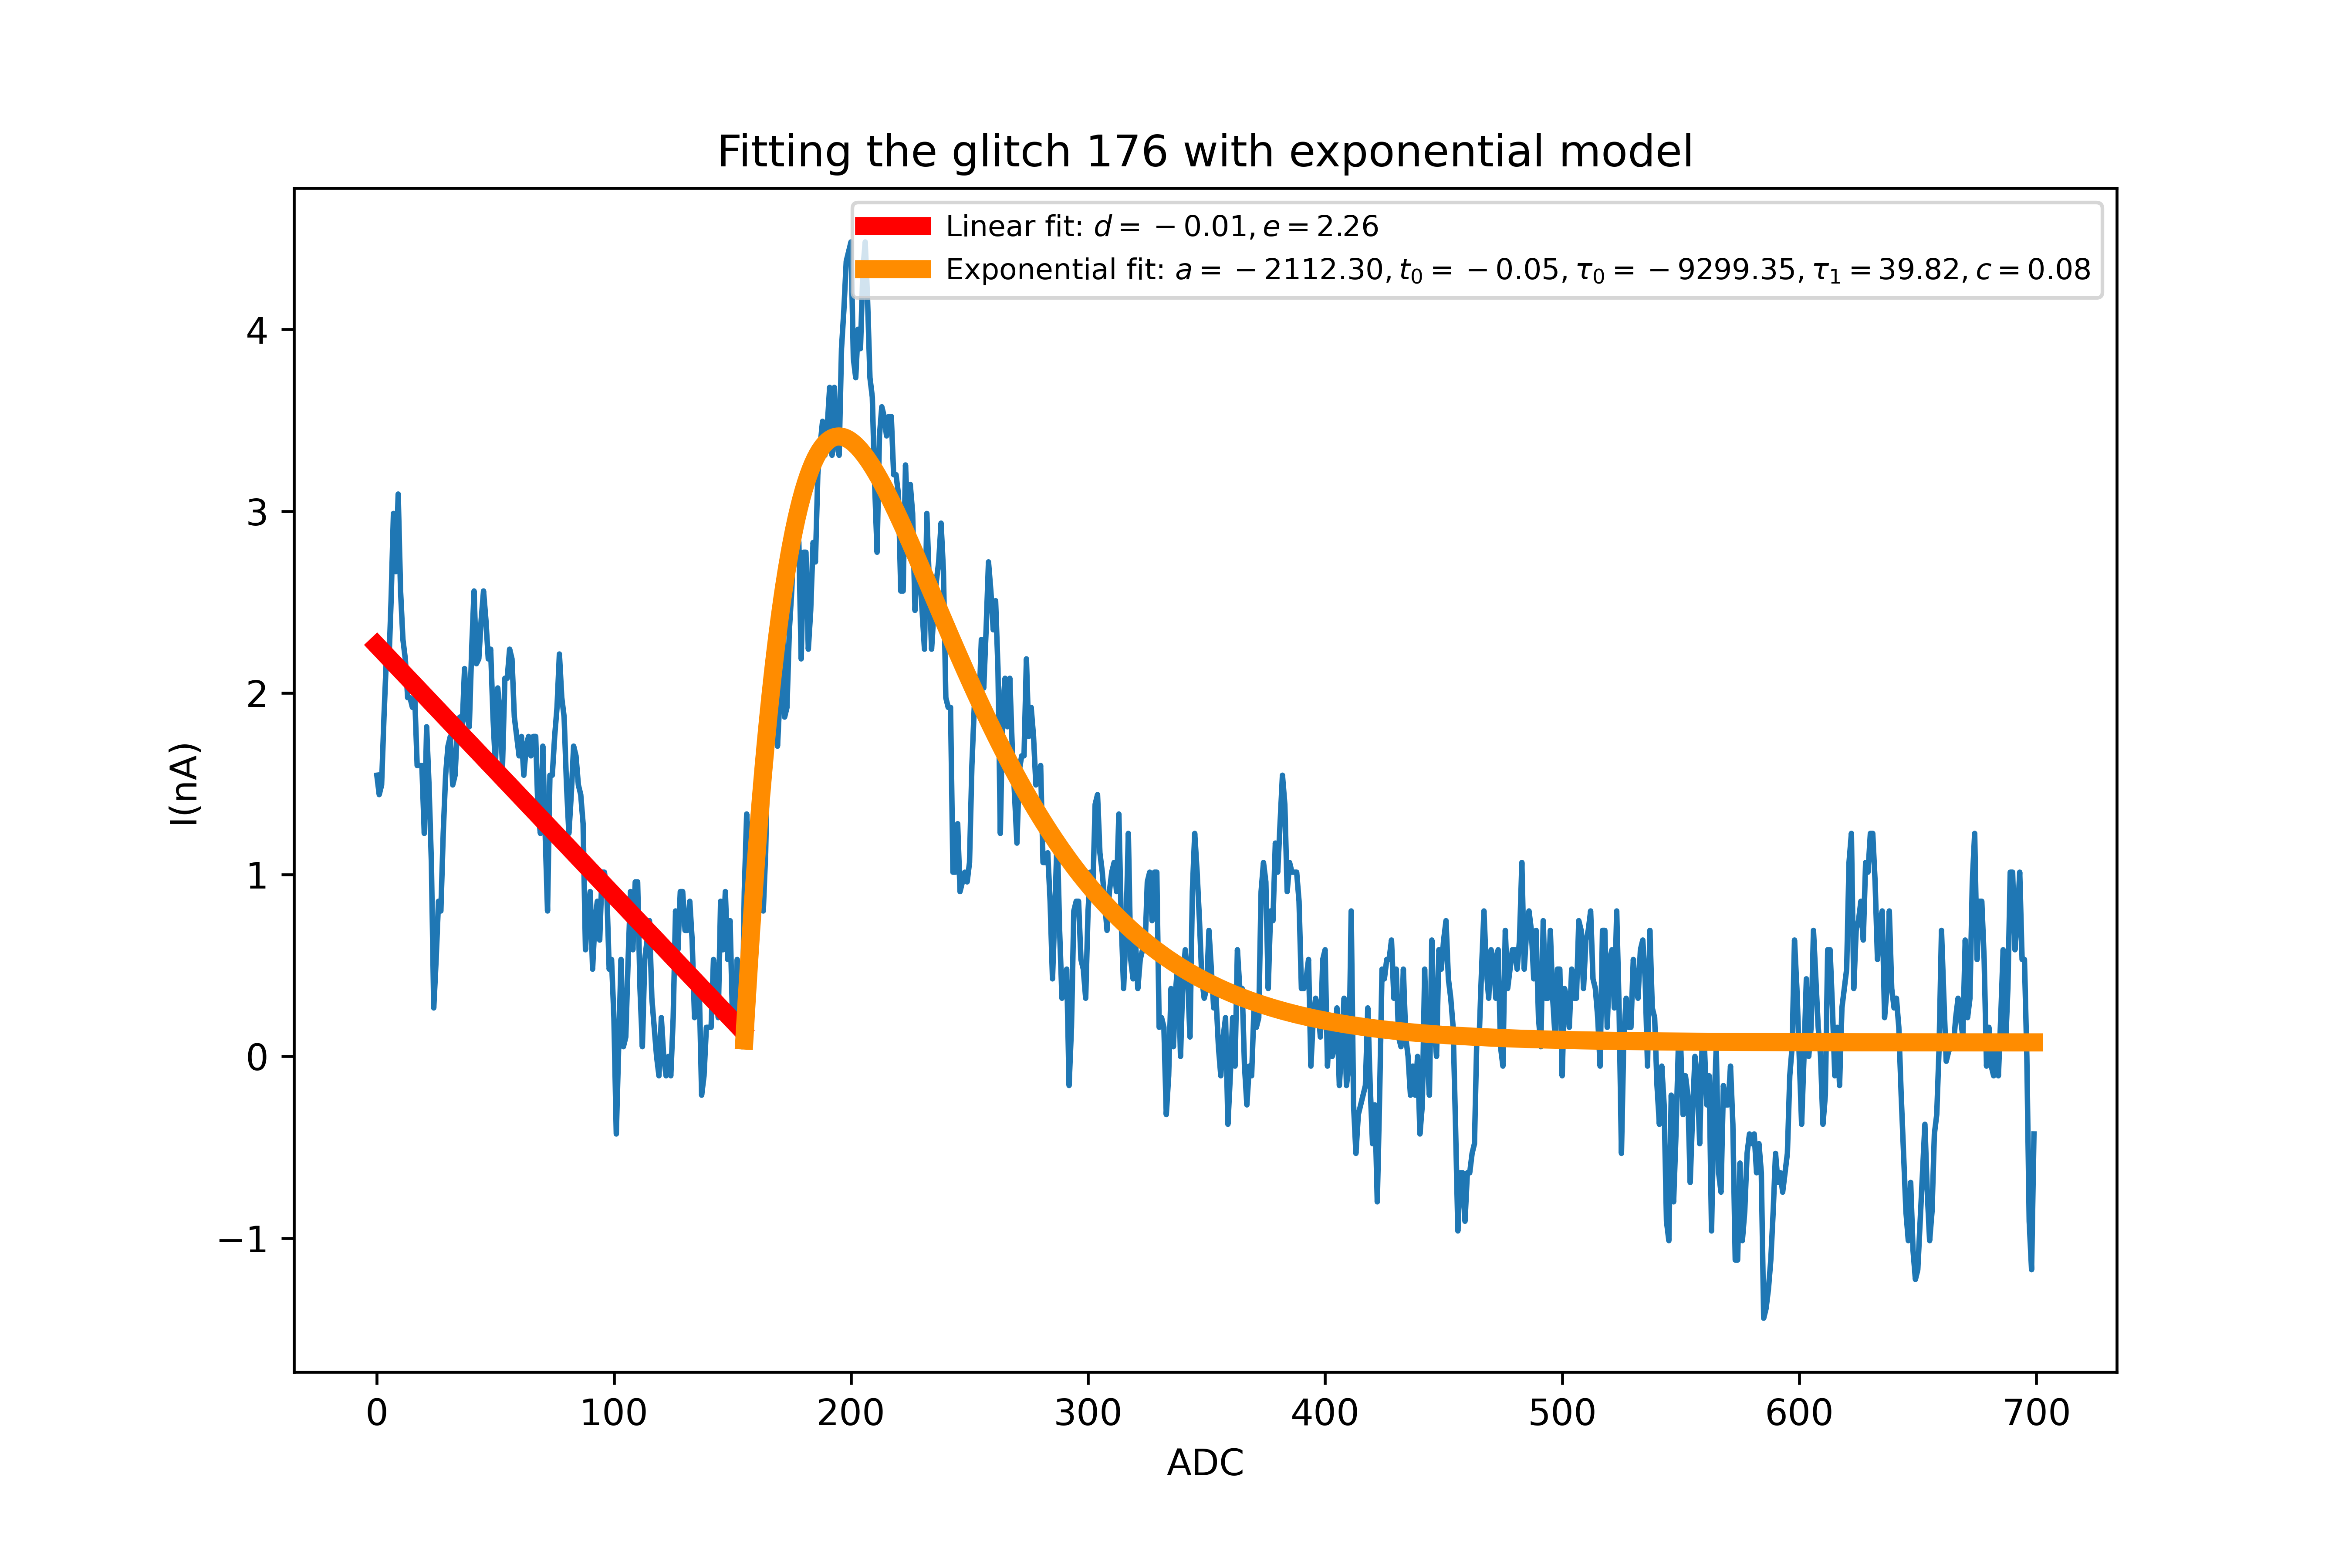 Fitting the glitch 176 with exponential model
Linear fit: d = −0.01, e = 2.26
Exponential fit: a = −2112.30, t₀ = −0.05, τ₀ = −9299.35, τ₁ = 39.82, c = 0.08
4
3
2
1
0
−1
I(nA)
0 100 200 300 400 500 600 700
ADC